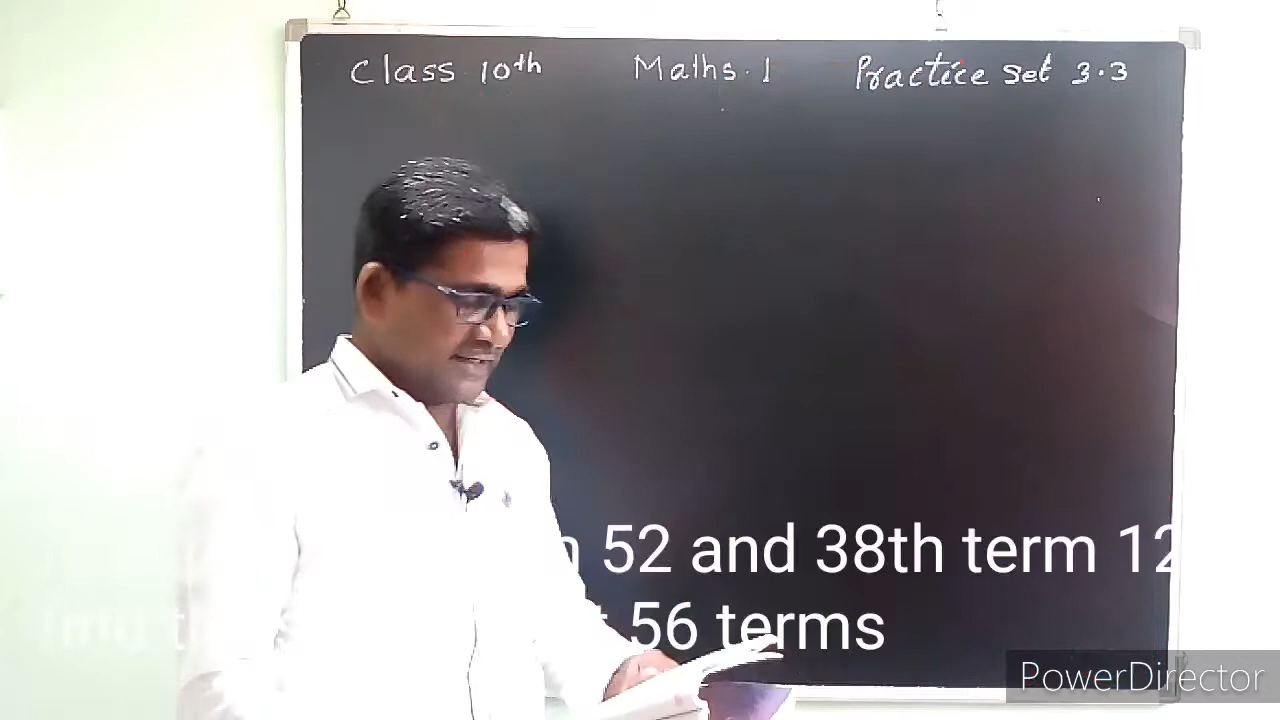 Class 10th Maths. 1 Practice Set 3.3
52 and 38th term 12
56 terms
PowerDirector